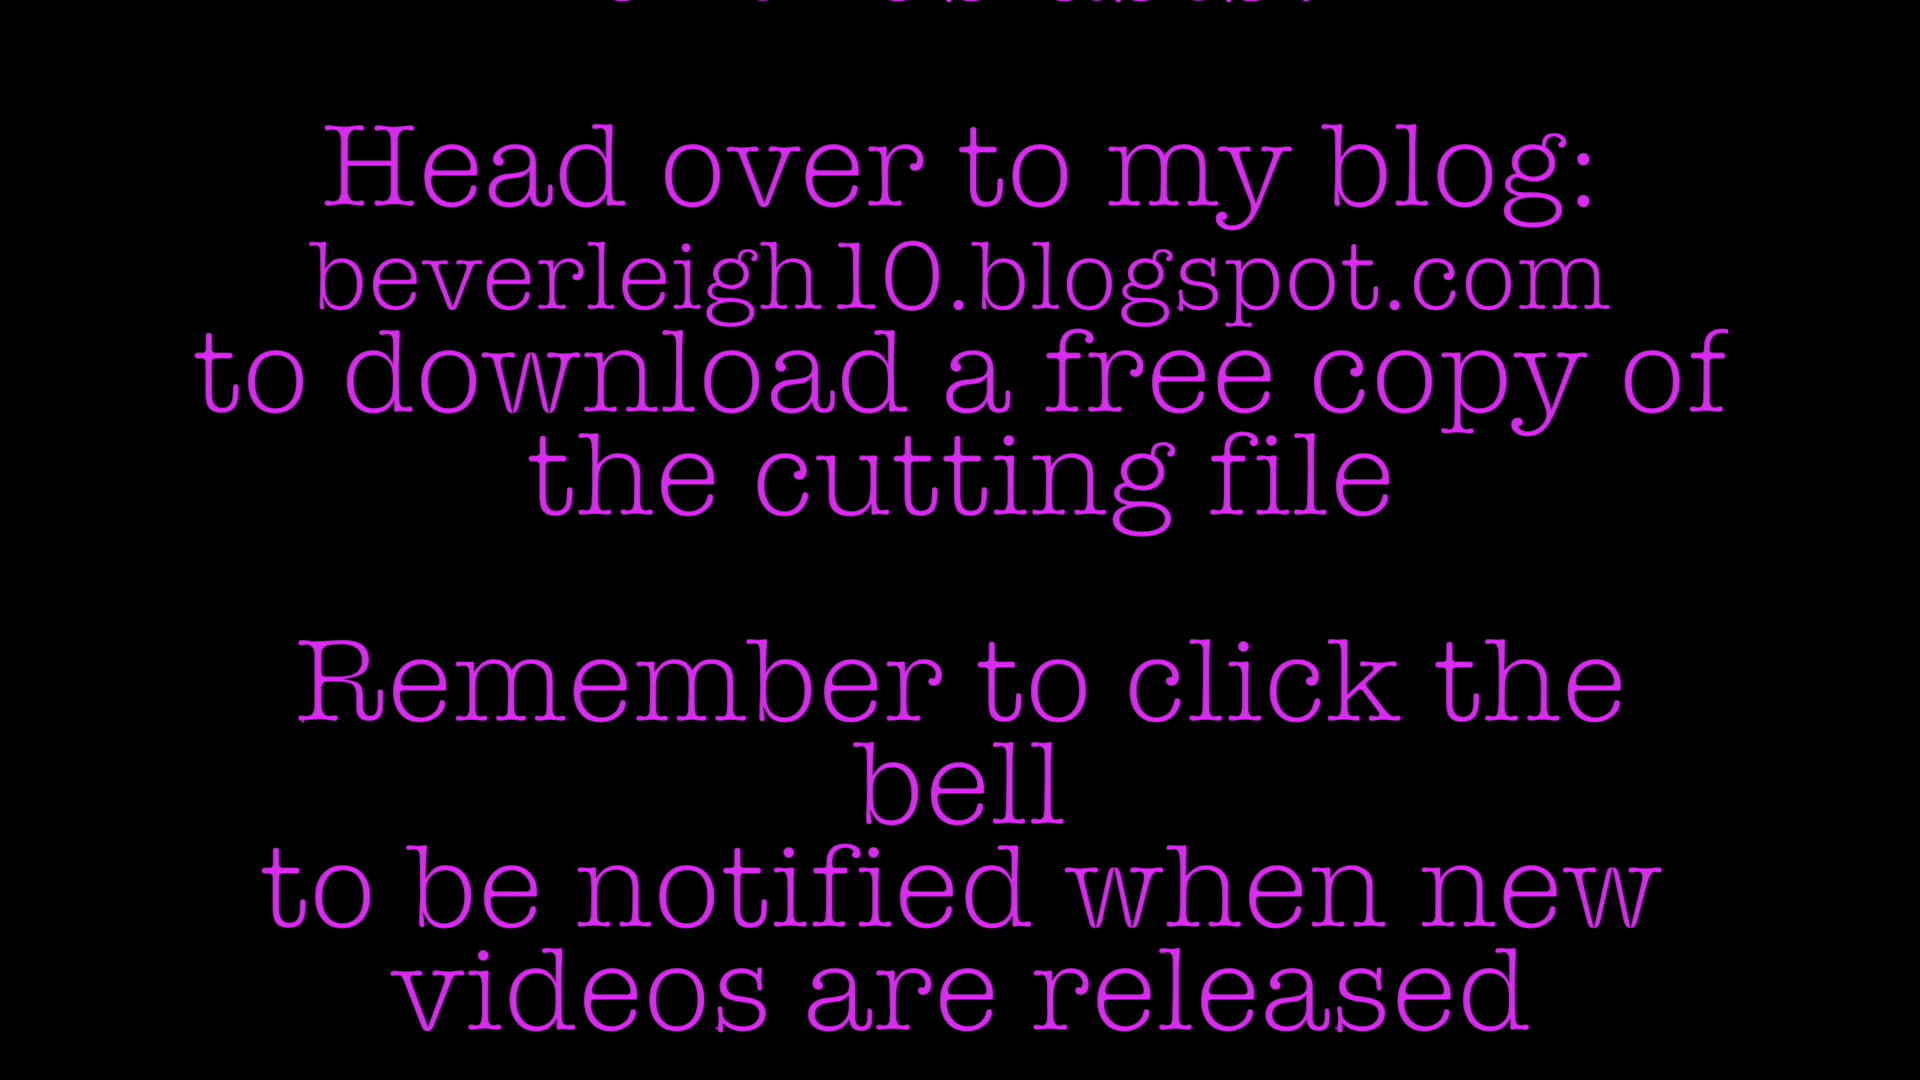 Head over to my blog:
beverleigh10.blogspot.com
to download a free copy of
the cutting file
Remember to click the
bell
to be notified when new
videos are released